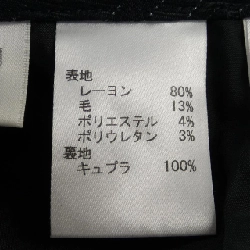 表地
レーヨン 80%
毛 13%
ポリエステル 4%
ポリウレタン 3%
裏地
キュプラ 100%